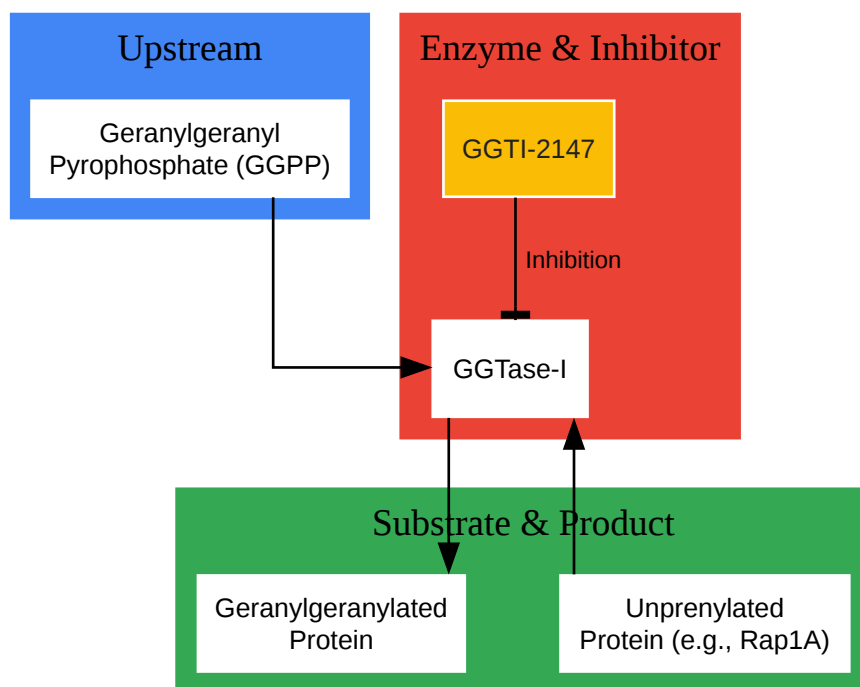 Upstream
Geranylgeranyl
Pyrophosphate (GGPP)
Enzyme & Inhibitor
GGTI-2147
Inhibition
GGTase-I
Substrate & Product
Geranylgeranylated
Protein
Unprenylated
Protein (e.g., Rap1A)